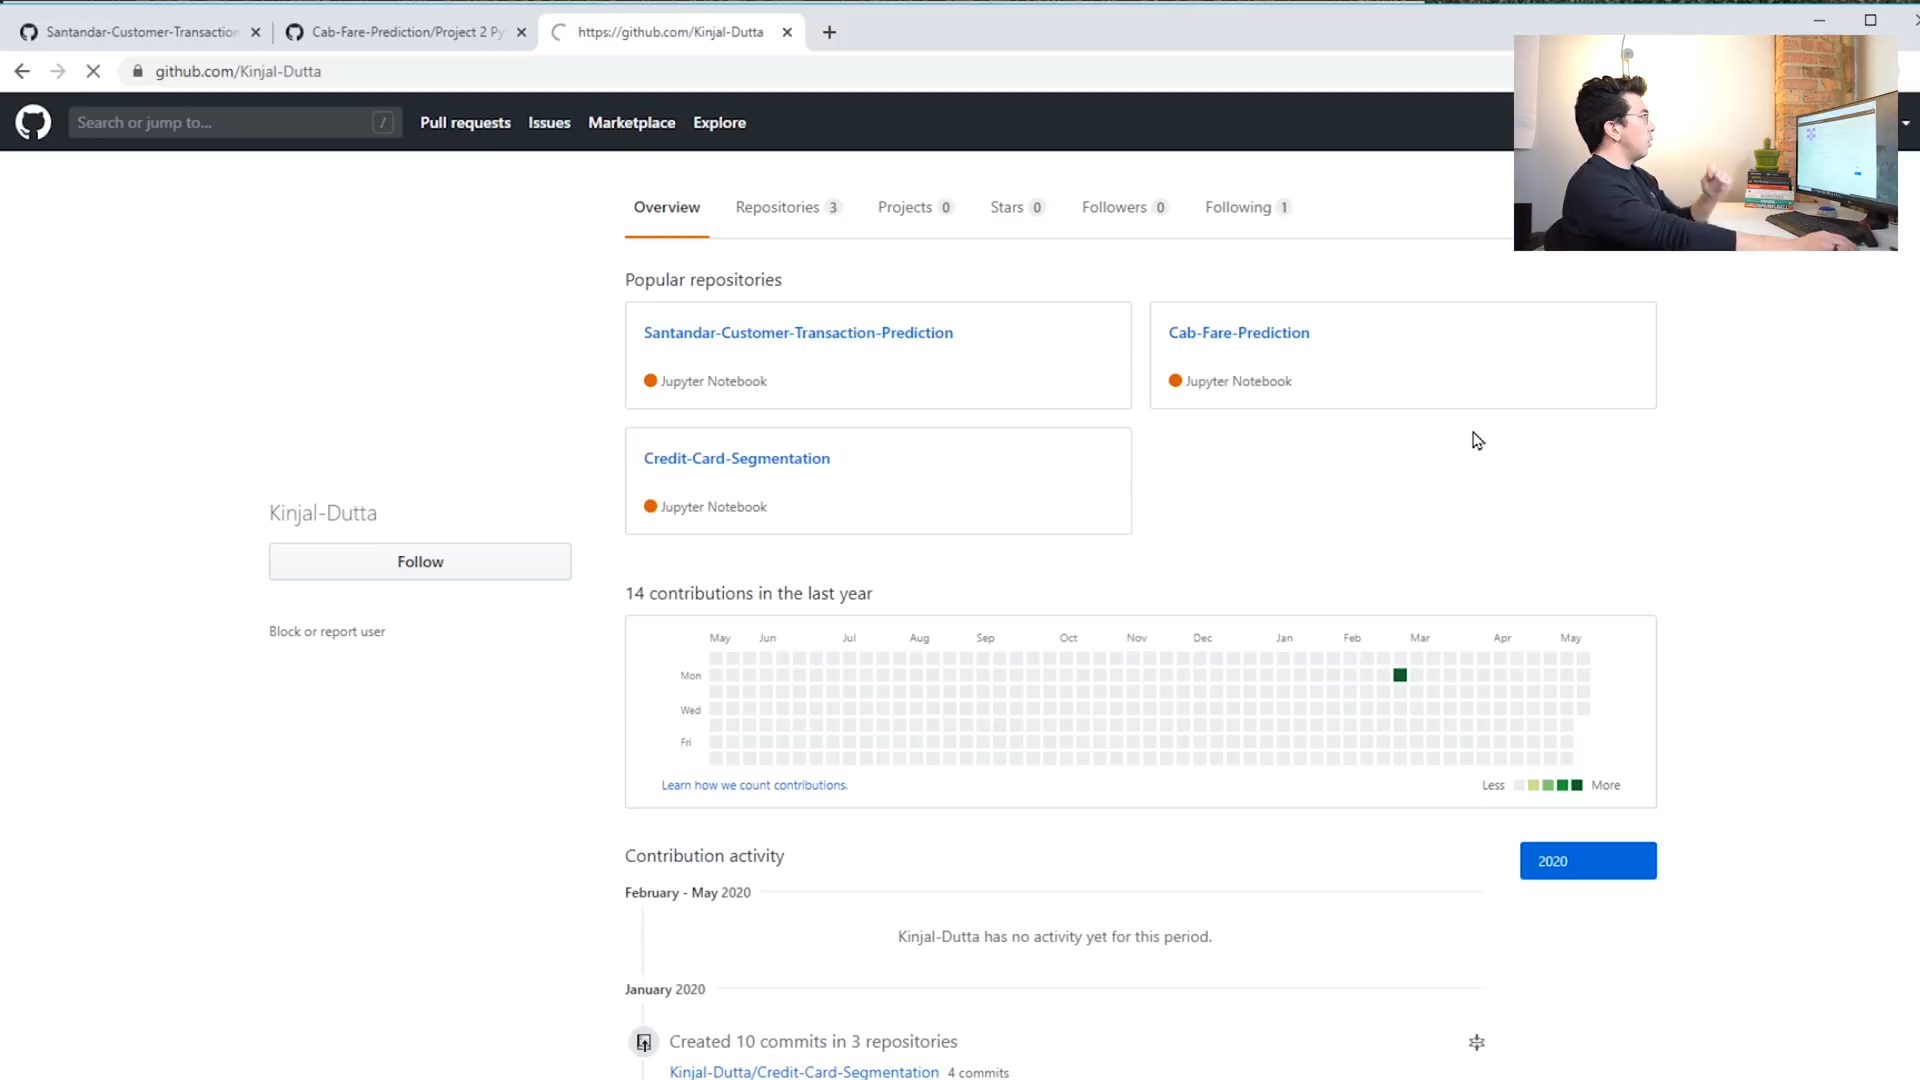 Santandar-Customer-Transaction
Cab-Fare-Prediction/Project 2 Py
https://github.com/Kinjal-Dutta
github.com/Kinjal-Dutta
Search or jump to...
/
Pull requests
Issues
Marketplace
Explore
Overview
Repositories 3
Projects 0
Stars 0
Followers 0
Following 1
Popular repositories
Santandar-Customer-Transaction-Prediction
Jupyter Notebook
Cab-Fare-Prediction
Jupyter Notebook
Credit-Card-Segmentation
Jupyter Notebook
Kinjal-Dutta
Follow
Block or report user
14 contributions in the last year
May Jun Jul Aug Sep Oct Nov Dec Jan Feb Mar Apr May
Mon
Wed
Fri
Learn how we count contributions.
Less
More
Contribution activity
2020
February - May 2020
Kinjal-Dutta has no activity yet for this period.
January 2020
Created 10 commits in 3 repositories
Kinjal-Dutta/Credit-Card-Segmentation 4 commits